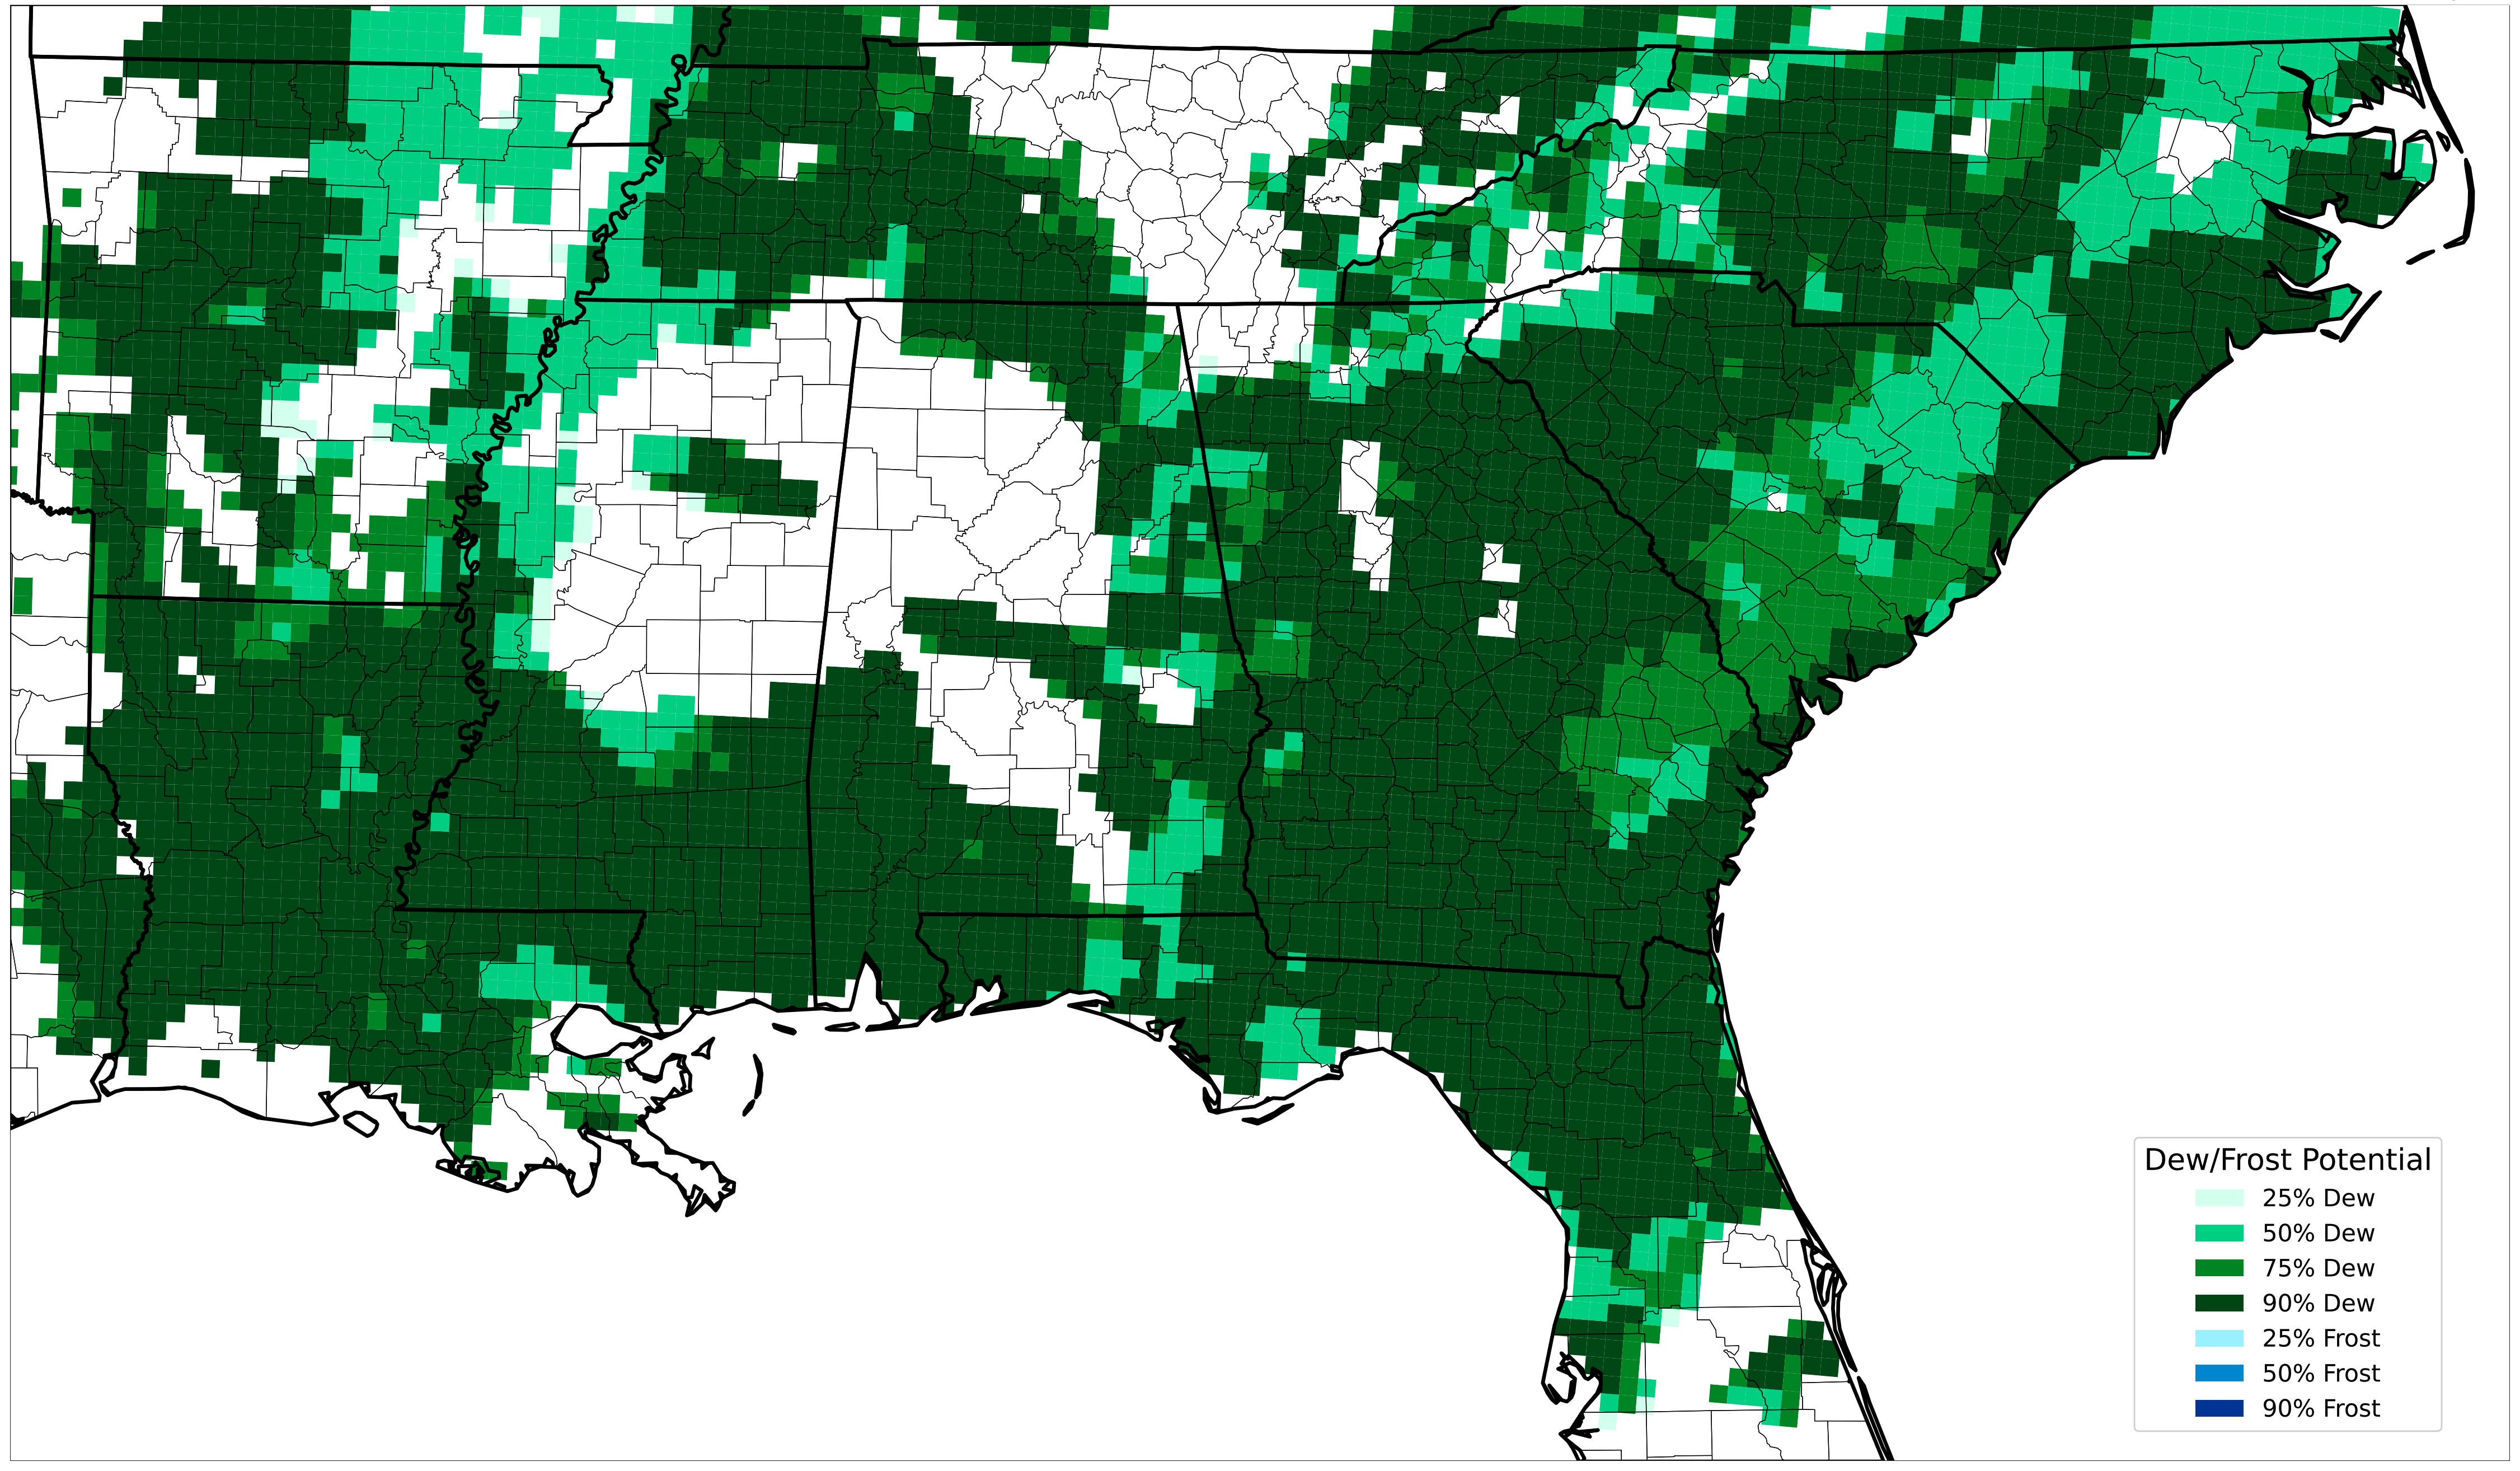 Dew/Frost Potential
25% Dew
50% Dew
75% Dew
90% Dew
25% Frost
50% Frost
90% Frost